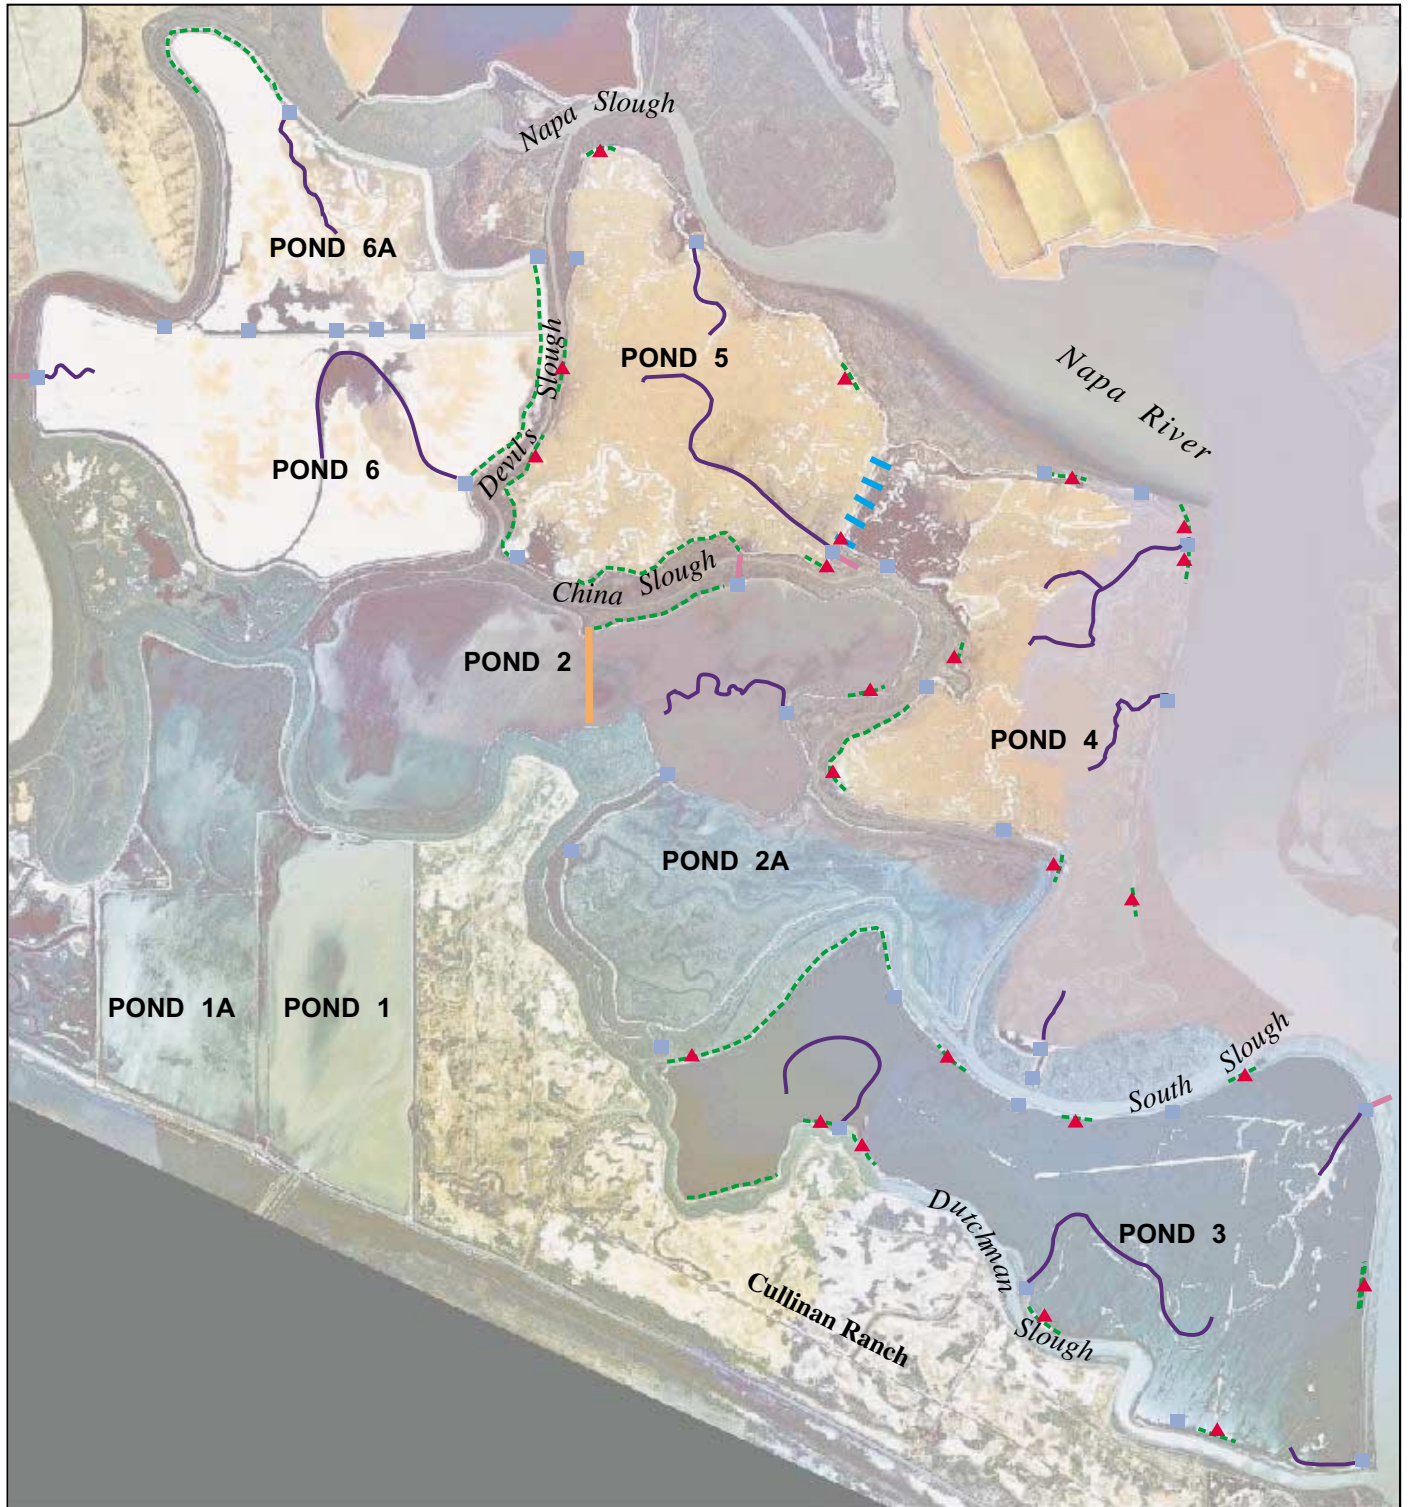 Napa Slough
POND 6A
Devil's Slough
POND 5
Napa River
POND 6
China Slough
POND 2
POND 4
POND 2A
POND 1A
POND 1
South Slough
Dutchman Slough
POND 3
Cullinan Ranch